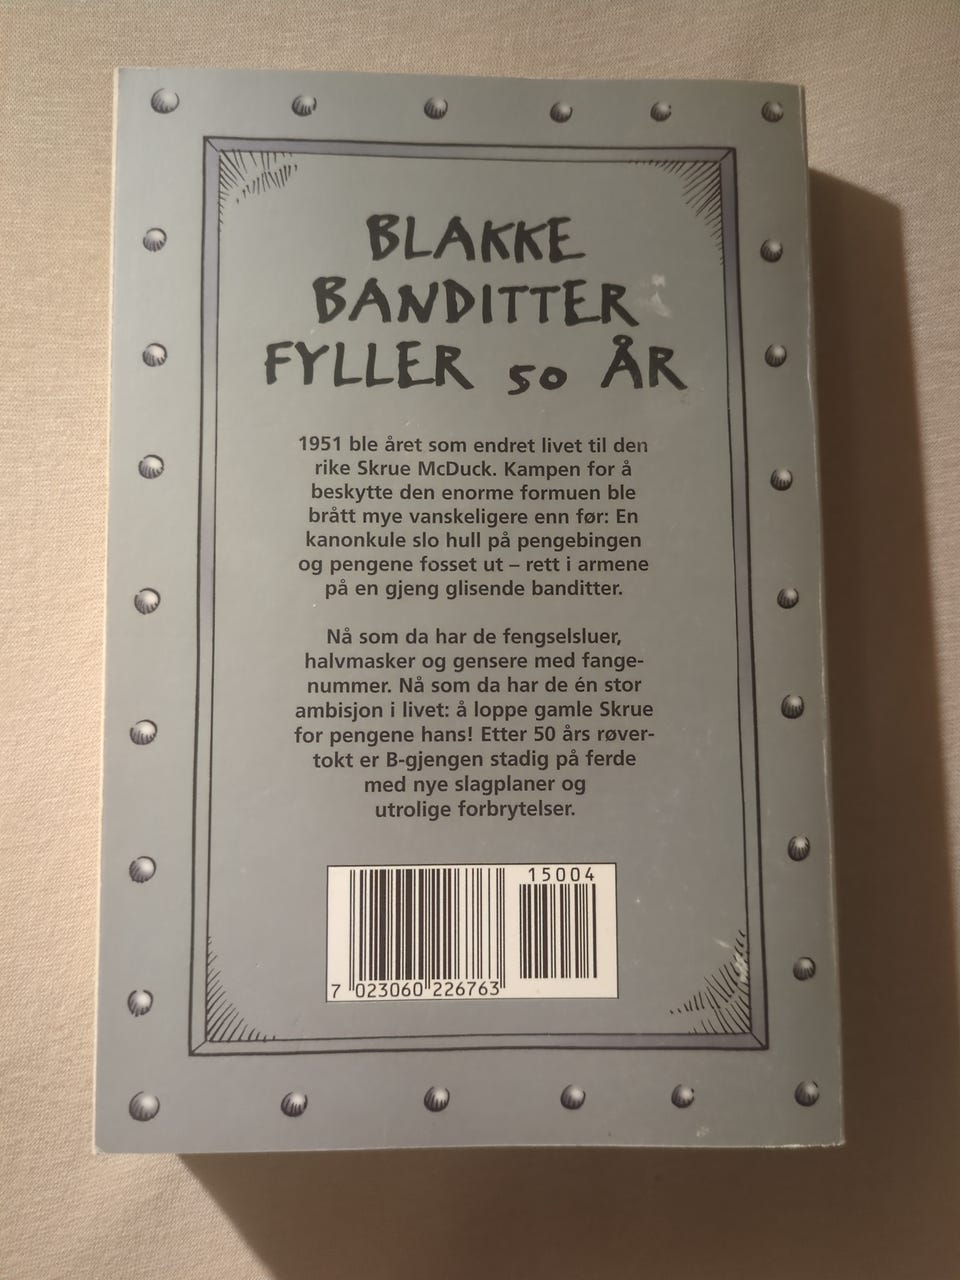 BLAKKE
BANDITTER
FYLLER 50 ÅR
1951 ble året som endret livet til den
rike Skrue McDuck. Kampen for å
beskytte den enorme formuen ble
brått mye vanskeligere enn før: En
kanonkule slo hull på pengebingen
og pengene fosset ut – rett i armene
på en gjeng glisende banditter.
Nå som da har de fengselsluer,
halvmasker og gensere med fange-
nummer. Nå som da har de én stor
ambisjon i livet: å loppe gamle Skrue
for pengene hans! Etter 50 års røver-
tokt er B-gjengen stadig på ferde
med nye slagplaner og
utrolige forbrytelser.
15004
7 023060 226763